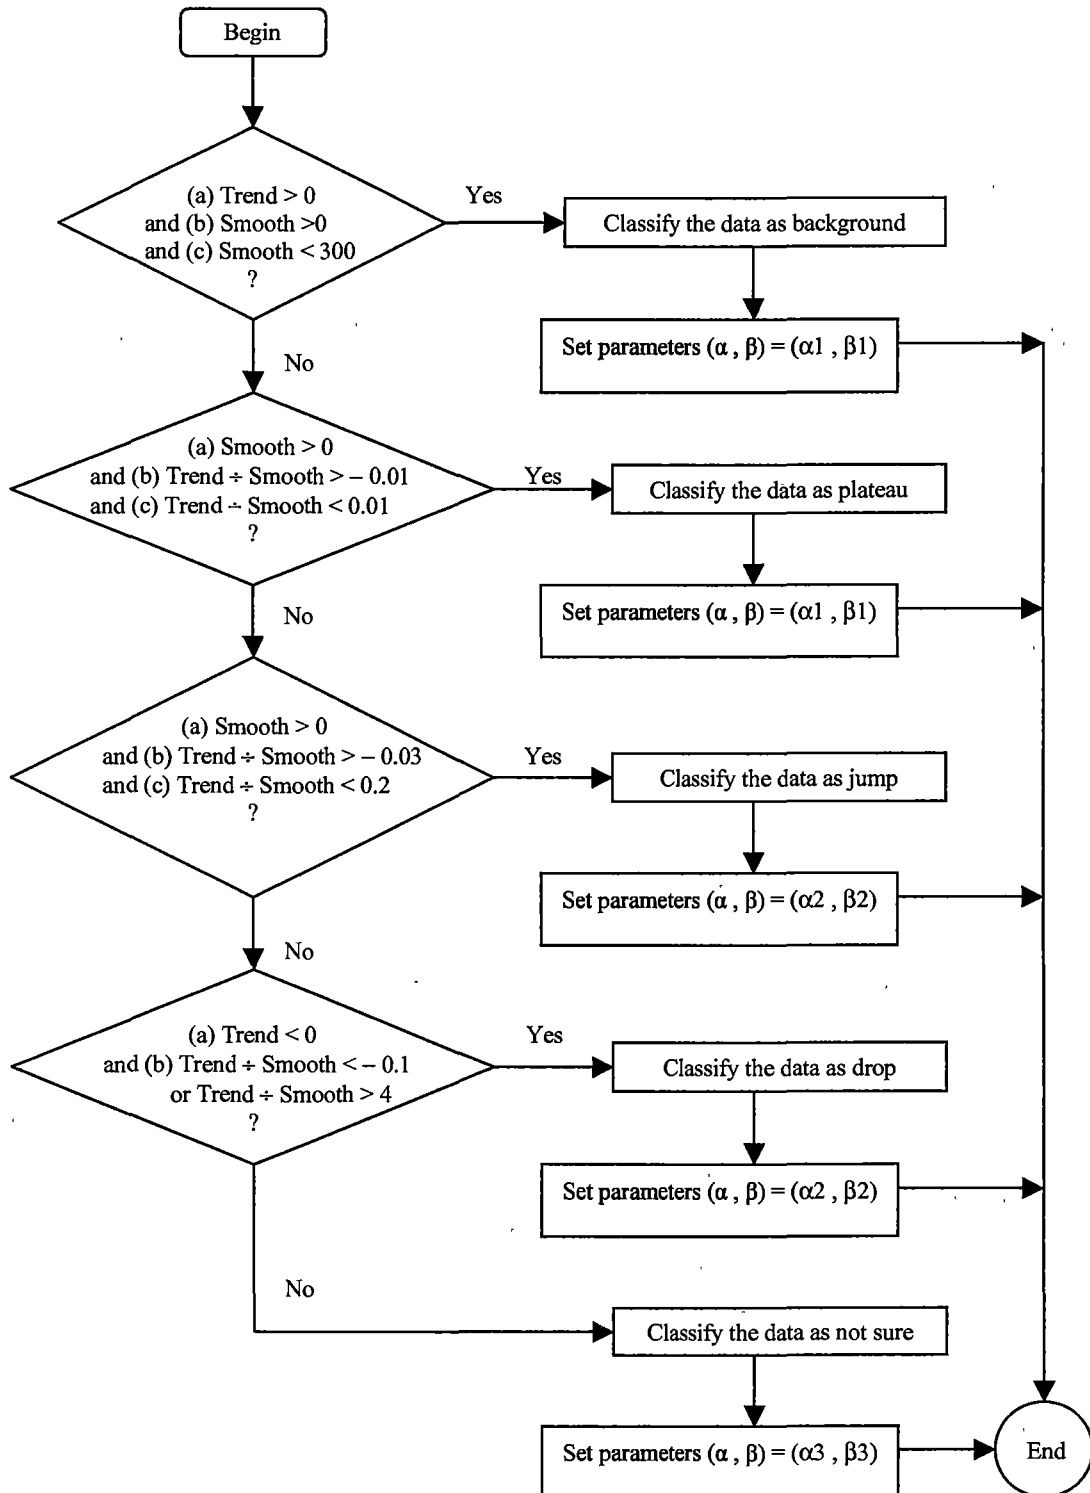 Begin
(a) Trend > 0
and (b) Smooth >0
and (c) Smooth < 300
?
Yes
Classify the data as background
Set parameters (α , β) = (α1 , β1)
No
(a) Smooth > 0
and (b) Trend ÷ Smooth > – 0.01
and (c) Trend ÷ Smooth < 0.01
?
Yes
Classify the data as plateau
Set parameters (α , β) = (α1 , β1)
No
(a) Smooth > 0
and (b) Trend ÷ Smooth > – 0.03
and (c) Trend ÷ Smooth < 0.2
?
Yes
Classify the data as jump
Set parameters (α , β) = (α2 , β2)
No
(a) Trend < 0
and (b) Trend ÷ Smooth < – 0.1
or Trend ÷ Smooth > 4
?
Yes
Classify the data as drop
Set parameters (α , β) = (α2 , β2)
No
Classify the data as not sure
Set parameters (α , β) = (α3 , β3)
End